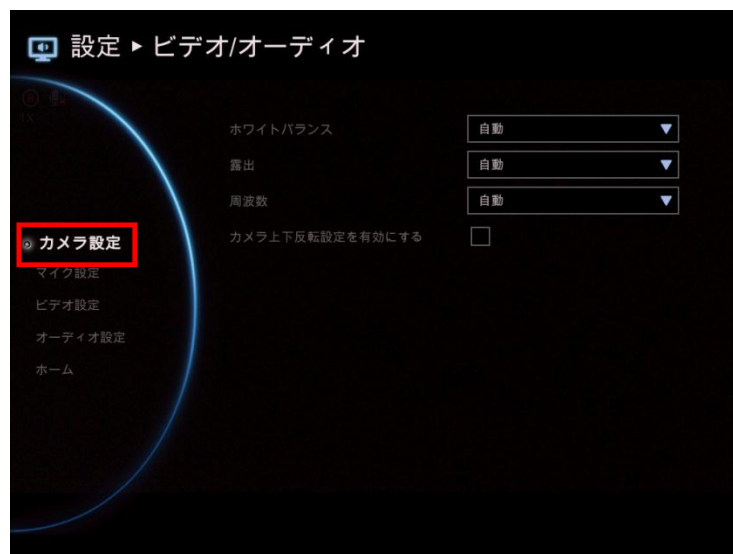 設定 ▸ ビデオ/オーディオ
1X
ホワイトバランス 自動
露出 自動
周波数 自動
カメラ上下反転設定を有効にする
カメラ設定
マイク設定
ビデオ設定
オーディオ設定
ホーム